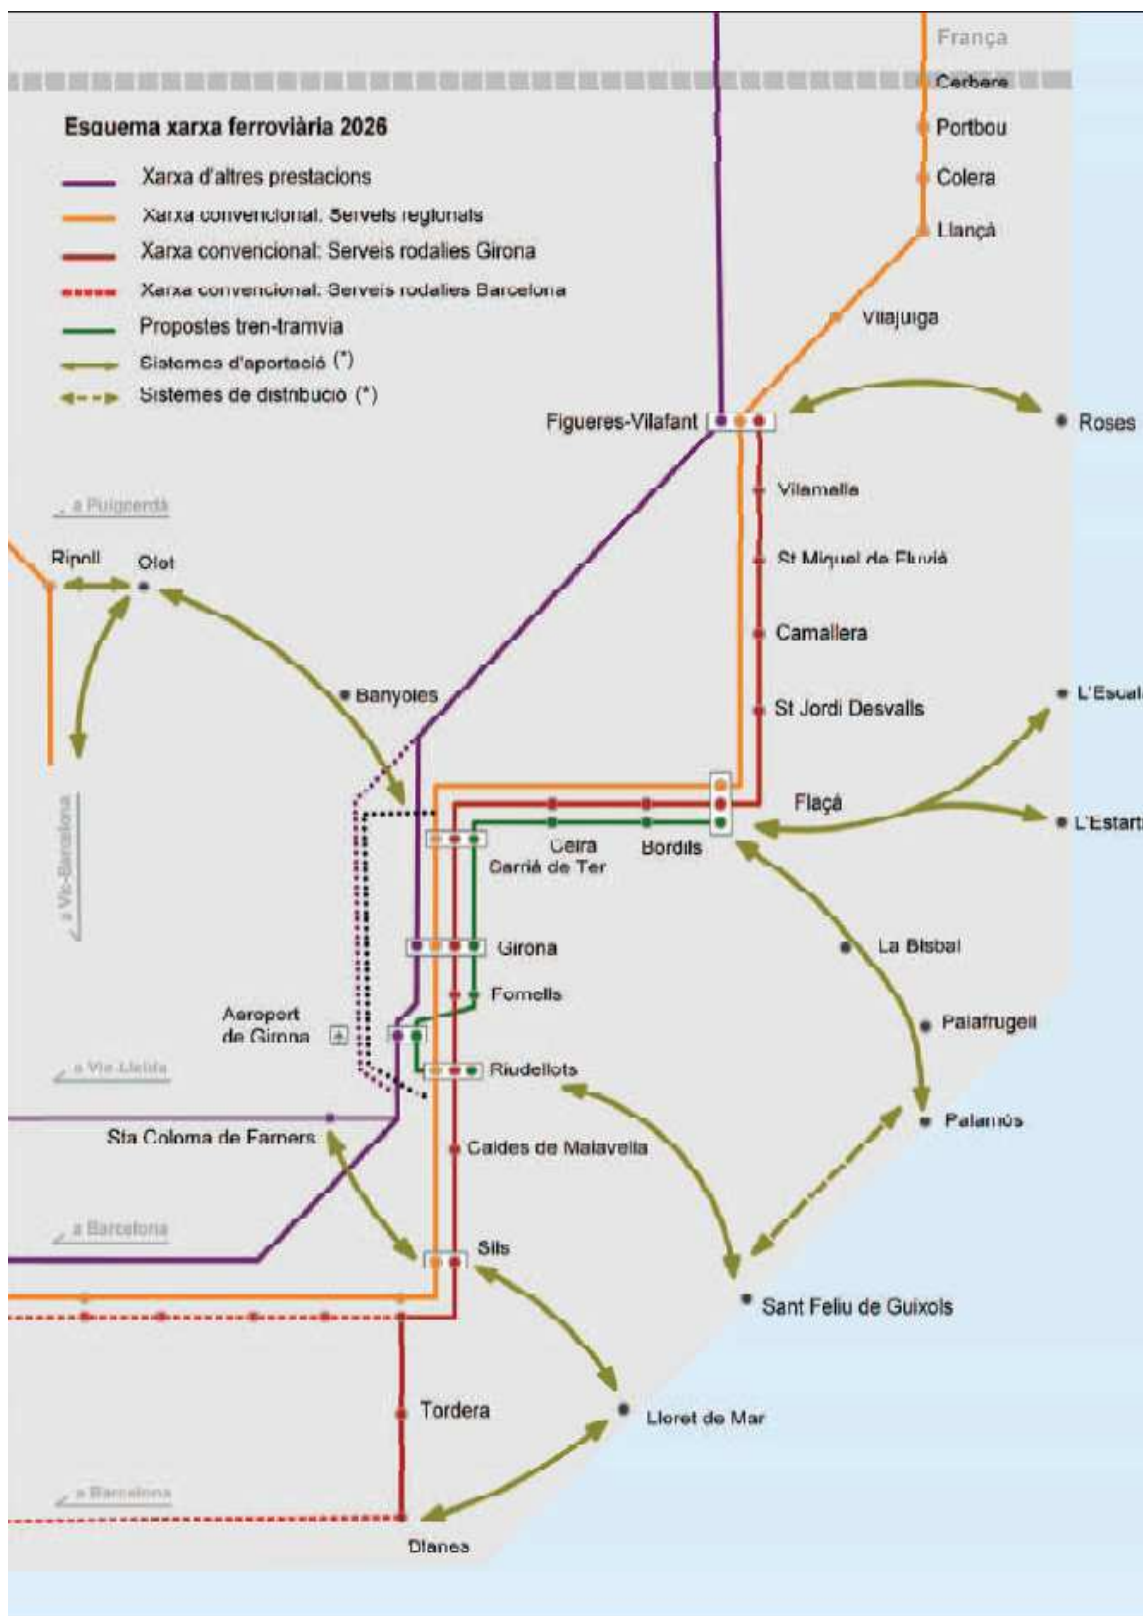 França
Cerbere
Portbou
Colera
Llançà
Vilajuïga
Esquema xarxa ferroviària 2026
Xarxa d'altres prestacions
Xarxa convencional: Serveis regionals
Xarxa convencional: Serveis rodalies Girona
Xarxa convencional: Serveis rodalies Barcelona
Propostes tren-tramvia
Sistemes d'aportació (*)
Sistemes de distribució (*)
Figueres-Vilafant
Roses
Vilamalla
a Puigcerdà
Ripoll
Olot
St Miquel de Fluvià
Camallera
Banyoles
St Jordi Desvalls
L'Escala
Flaçà
L'Estarti
Celrà
Bordils
Sarrià de Ter
a Vic-Barcelona
Girona
La Bisbal
Fornells
Aeroport
de Girona
Palafrugell
a Vic-Lleida
Riudellots
Sta Coloma de Farners
Palamós
Caldes de Malavella
a Barcelona
Sils
Sant Feliu de Guixols
Tordera
Lloret de Mar
a Barcelona
Blanes